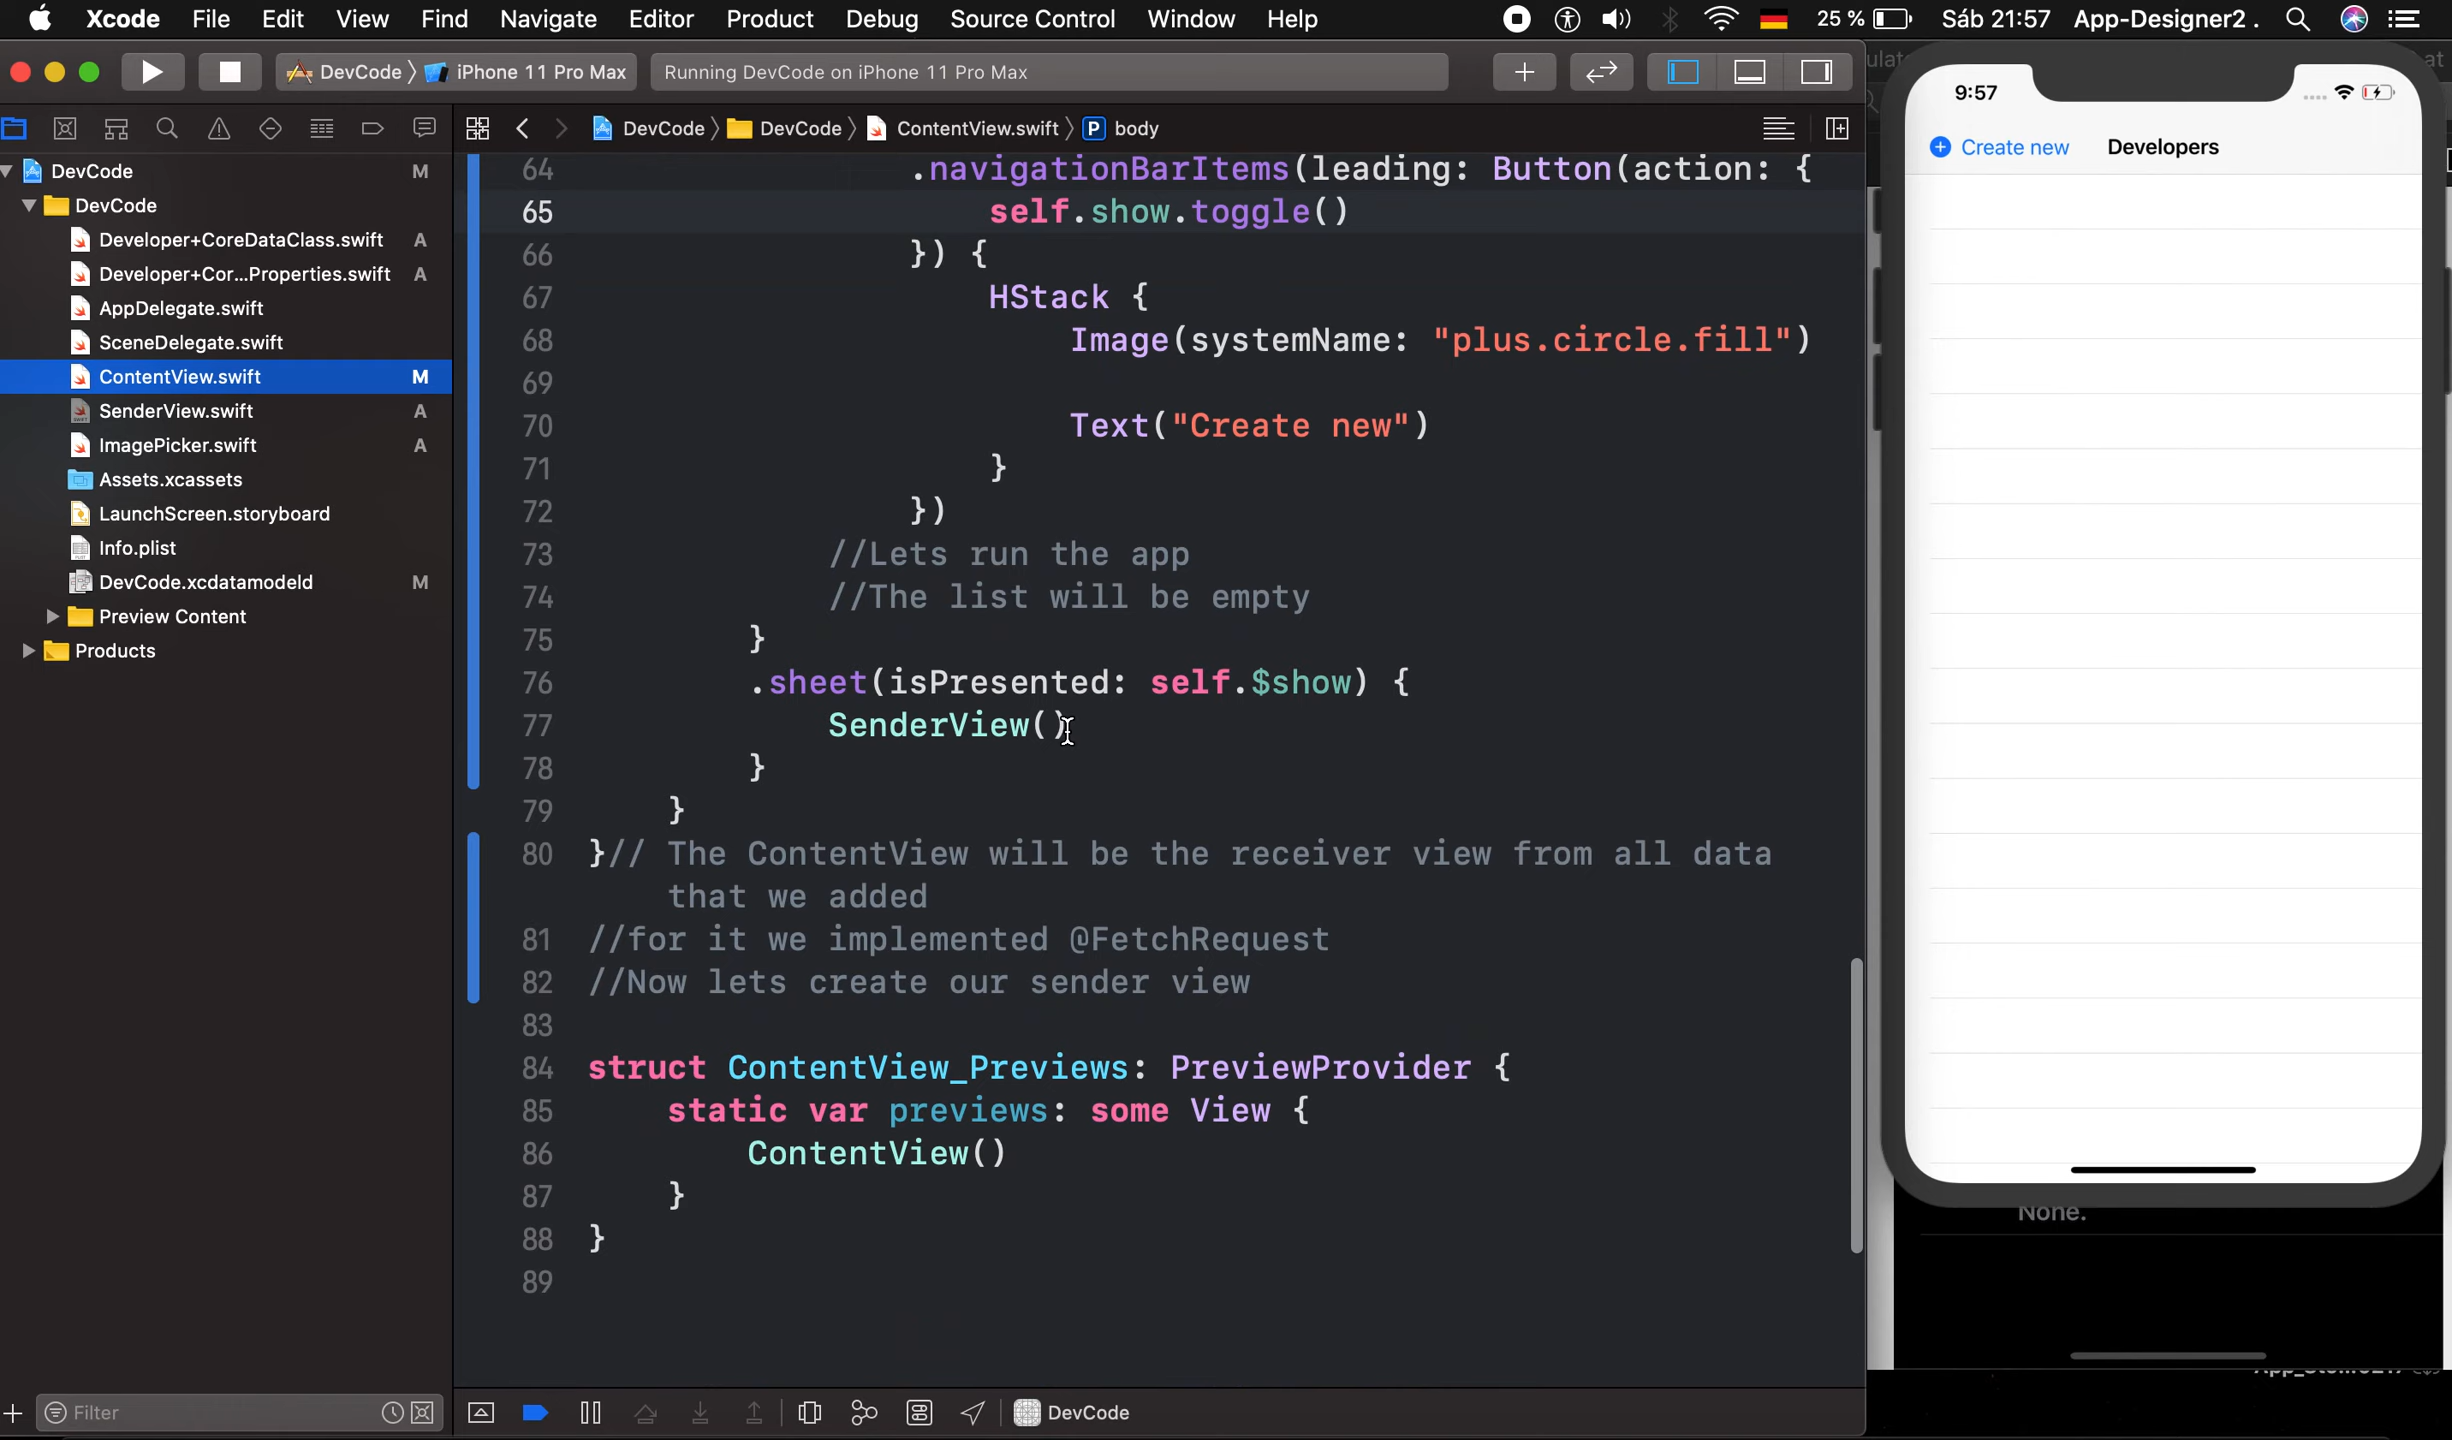 Xcode File Edit View Find Navigate Editor Product Debug Source Control Window Help 25 % Sáb 21:57 App-Designer2 .
DevCode iPhone 11 Pro Max Running DevCode on iPhone 11 Pro Max
DevCode DevCode ContentView.swift P body
DevCode M
DevCode
Developer+CoreDataClass.swift A
Developer+Cor...Properties.swift A
AppDelegate.swift
SceneDelegate.swift
ContentView.swift M
SenderView.swift A
ImagePicker.swift A
Assets.xcassets
LaunchScreen.storyboard
Info.plist
DevCode.xcdatamodeld M
Preview Content
Products
Filter
64 .navigationBarItems(leading: Button(action: {
65 self.show.toggle()
66 }) {
67 HStack {
68 Image(systemName: "plus.circle.fill")
69
70 Text("Create new")
71 }
72 })
73 //Lets run the app
74 //The list will be empty
75 }
76 .sheet(isPresented: self.$show) {
77 SenderView()
78 }
79 }
80 }// The ContentView will be the receiver view from all data
that we added
81 //for it we implemented @FetchRequest
82 //Now lets create our sender view
83
84 struct ContentView_Previews: PreviewProvider {
85 static var previews: some View {
86 ContentView()
87 }
88 }
89
DevCode
9:57
Create new Developers
None.